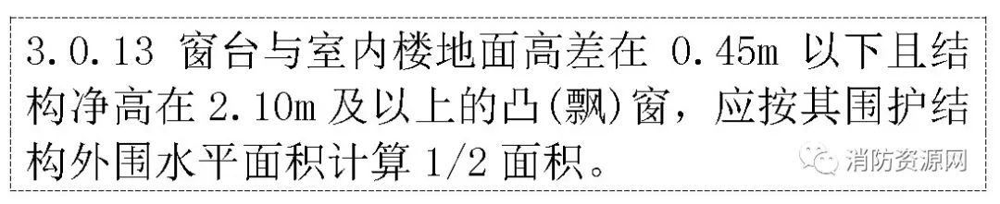 3.0.13 窗台与室内楼地面高差在 0.45m 以下且结
构净高在 2.10m 及以上的凸(飘)窗，应按其围护结
构外围水平面积计算 1/2 面积。
消防资源网